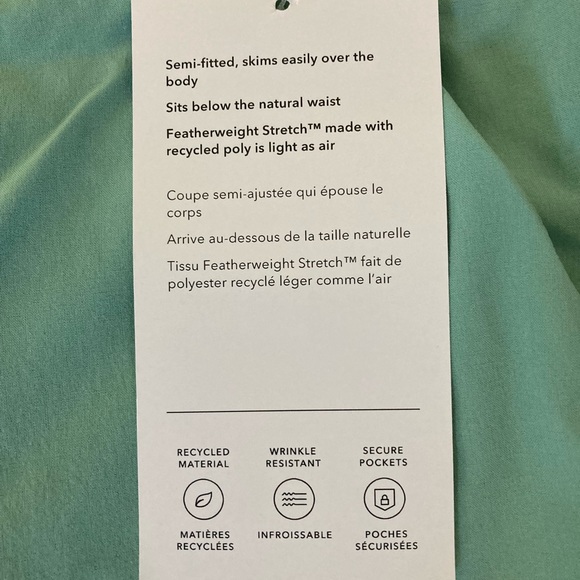 Semi-fitted, skims easily over the
body
Sits below the natural waist
Featherweight Stretch™ made with
recycled poly is light as air
Coupe semi-ajustée qui épouse le
corps
Arrive au-dessous de la taille naturelle
Tissu Featherweight Stretch™ fait de
polyester recyclé léger comme l'air
RECYCLED
MATERIAL
WRINKLE
RESISTANT
SECURE
POCKETS
MATIÈRES
RECYCLÉES
INFROISSABLE
POCHES
SÉCURISÉES